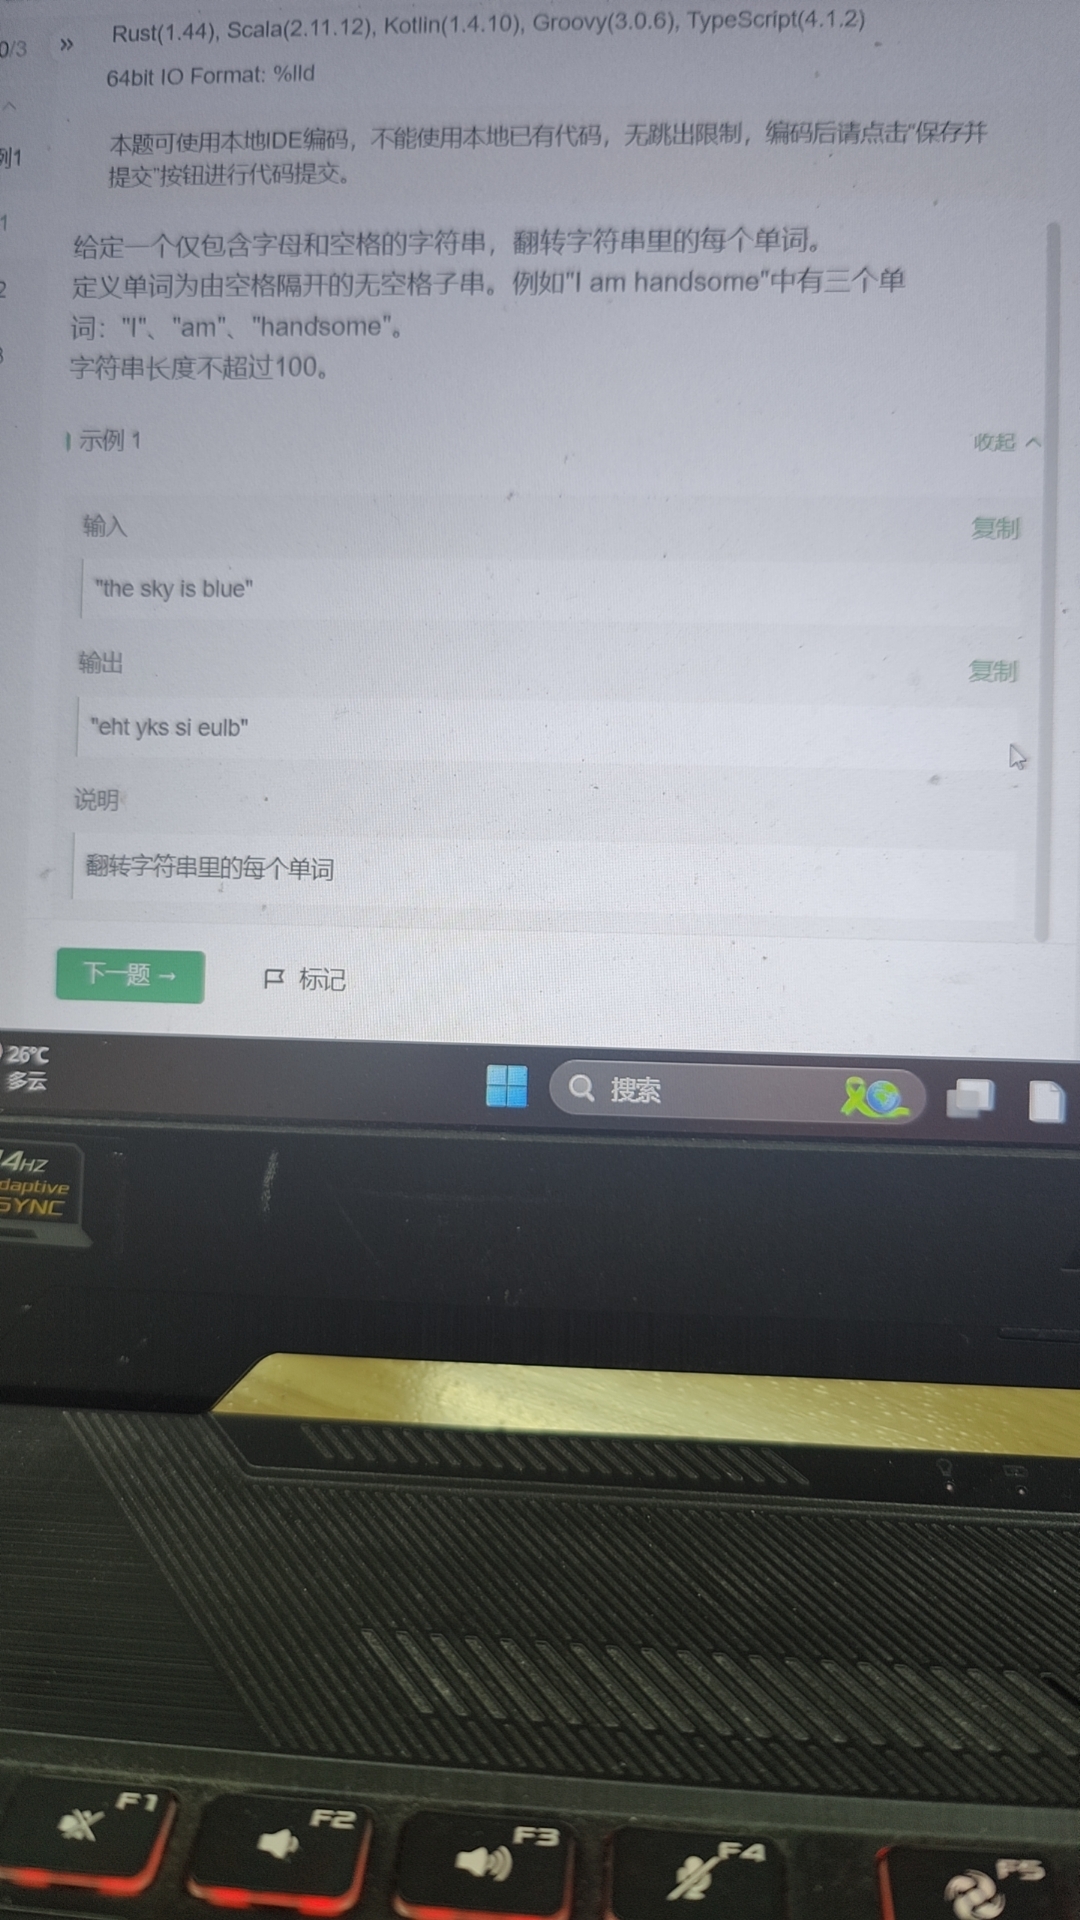 0/3
»
Rust(1.44), Scala(2.11.12), Kotlin(1.4.10), Groovy(3.0.6), TypeScript(4.1.2)
64bit IO Format: %lld
本题可使用本地IDE编码，不能使用本地已有代码，无跳出限制，编码后请点击“保存并
提交”按钮进行代码提交。
列1
1
2
3
给定一个仅包含字母和空格的字符串，翻转字符串里的每个单词。
定义单词为由空格隔开的无空格子串。例如"I am handsome"中有三个单
词："I"、"am"、"handsome"。
字符串长度不超过100。
示例 1
收起
输入
复制
"the sky is blue"
输出
复制
"eht yks si eulb"
说明
翻转字符串里的每个单词
下一题 →
标记
26°C
多云
搜索
4HZ
daptive
SYNC
F1
F2
F3
F4
F5